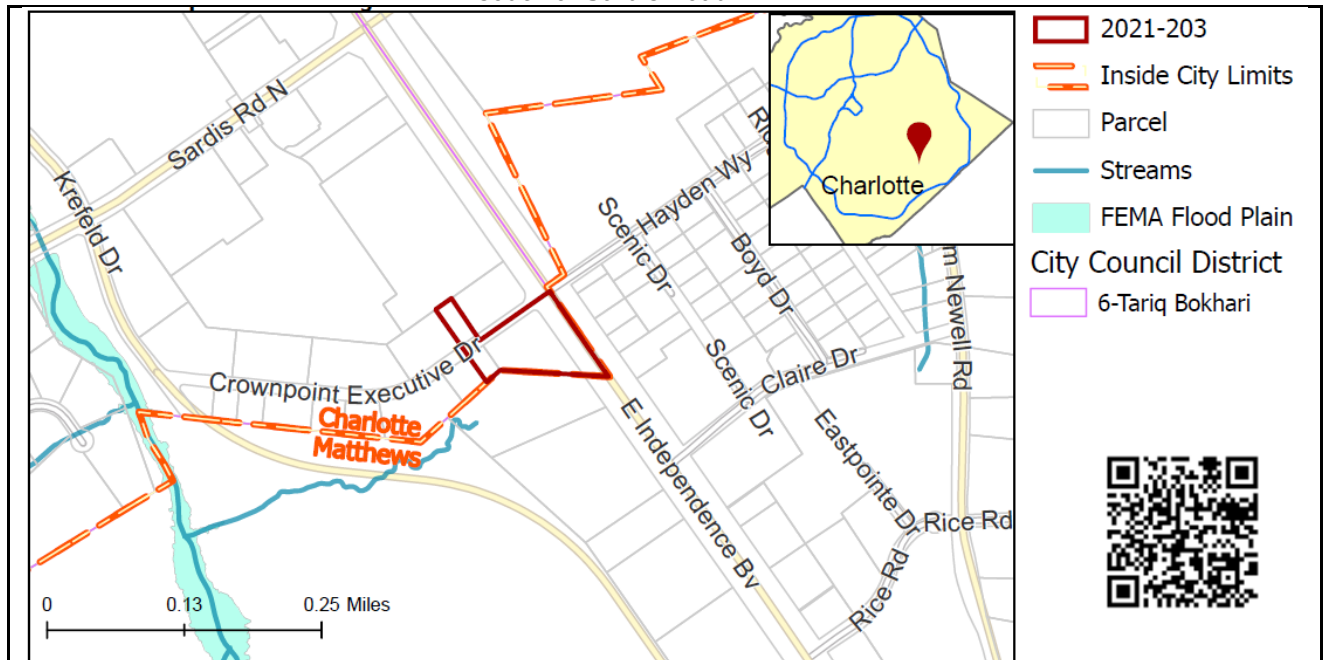 2021-203
Inside City Limits
Parcel
Streams
FEMA Flood Plain
City Council District
6-Tariq Bokhari
Charlotte
Sardis Rd N
Krefeld Dr
Hayden Wy
Scenic Dr
Boyd Dr
m Newell Rd
Crownpoint Executive Dr
Charlotte
Matthews
Scenic Dr
Claire Dr
E Independence Bv
Eastpointe Dr
Rice Rd
Rice Rd
0 0.13 0.25 Miles